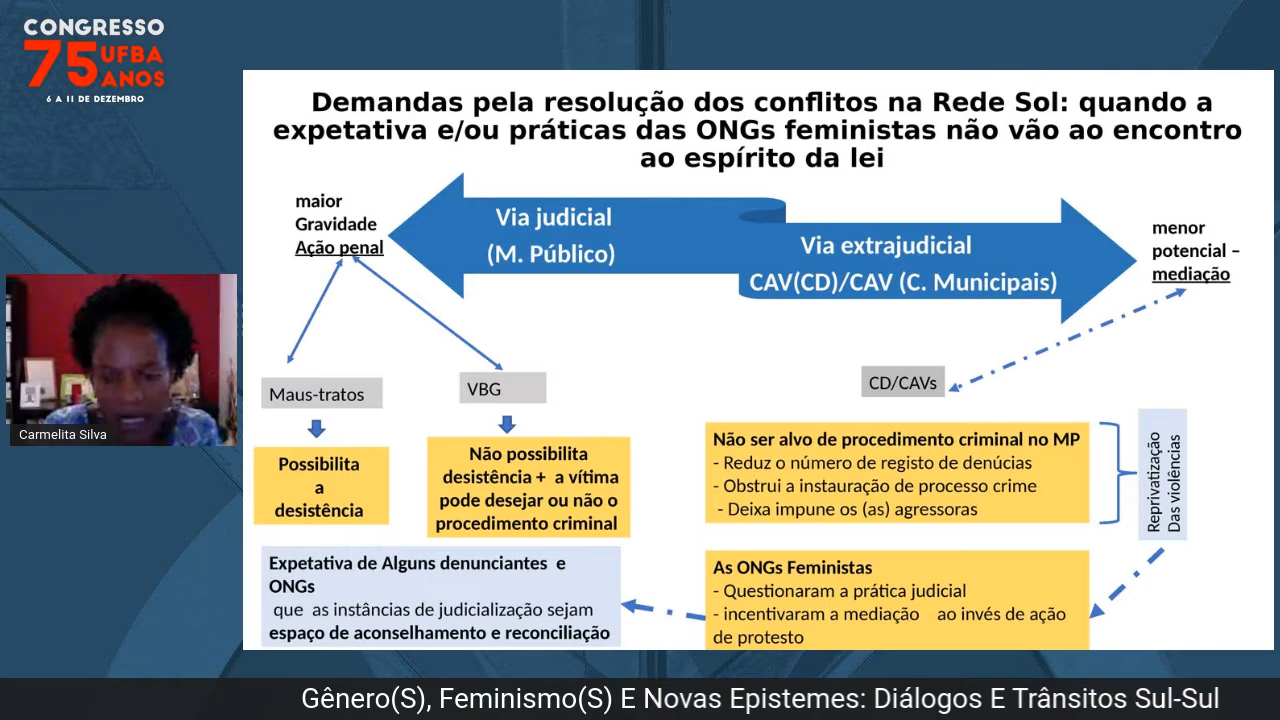 CONGRESSO
75 UFBA
ANOS
6 A 11 DE DEZEMBRO
Demandas pela resolução dos conflitos na Rede Sol: quando a
expetativa e/ou práticas das ONGs feministas não vão ao encontro
ao espírito da lei
maior
Gravidade
Ação penal
Via judicial
(M. Público)
Via extrajudicial
CAV(CD)/CAV (C. Municipais)
menor
potencial –
mediação
Maus-tratos
VBG
CD/CAVs
Possibilita
a
desistência
Não possibilita
desistência + a vítima
pode desejar ou não o
procedimento criminal
Não ser alvo de procedimento criminal no MP
- Reduz o número de registo de denúcias
- Obstrui a instauração de processo crime
- Deixa impune os (as) agressoras
Reprivatização
Das violências
Expetativa de Alguns denunciantes e
ONGs
que as instâncias de judicialização sejam
espaço de aconselhamento e reconciliação
As ONGs Feministas
- Questionaram a prática judicial
- incentivaram a mediação ao invés de ação
de protesto
Carmelita Silva
Gênero(S), Feminismo(S) E Novas Epistemes: Diálogos E Trânsitos Sul-Sul